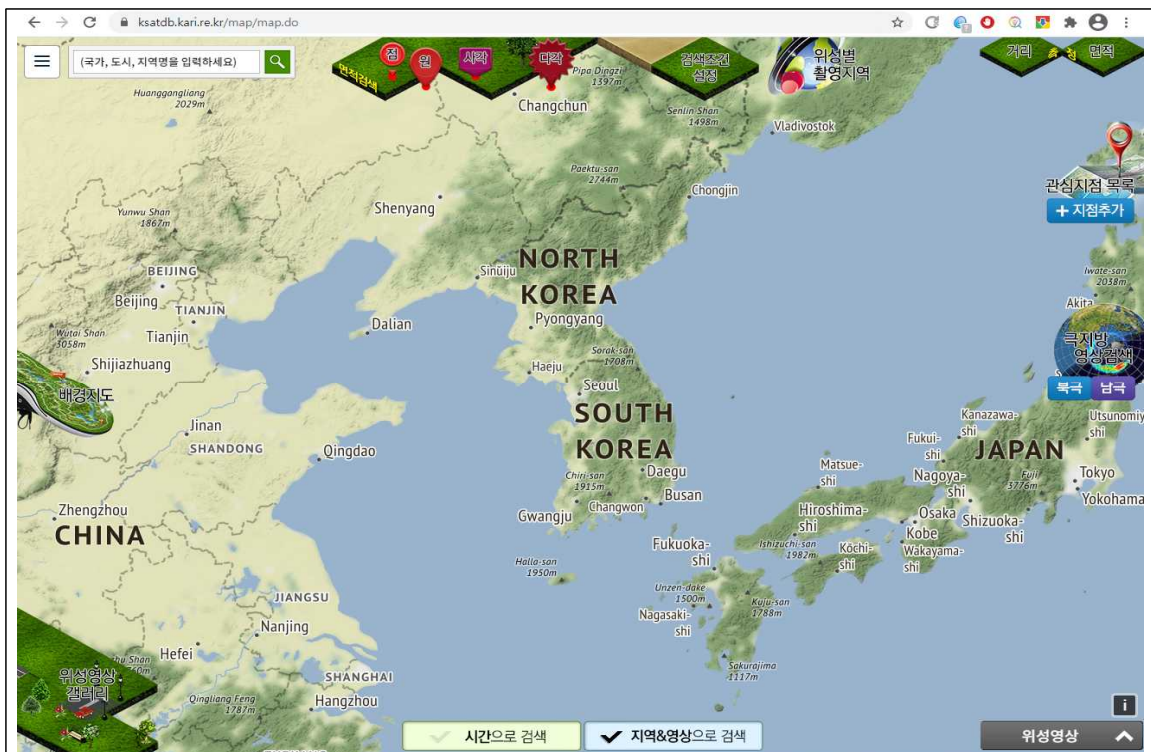 ksatdb.kari.re.kr/map/map.do
(국가, 도시, 지역명을 입력하세요)
면적검색
점
원
사각
다각
검색조건
설정
위성별
촬영지역
거리
측정
면적
Huanggangliang
2029m
Pipa Dingzi
1397m
Changchun
Senlin Shan
1498m
Vladivostok
관심지점 목록
+ 지점추가
Paektu-san
2744m
Chongjin
Shenyang
Yunwu Shan
1867m
NORTH
KOREA
Sinŭiju
BEIJING
Beijing
TIANJIN
Tianjin
Iwate-san
2038m
Akita
Dalian
Pyongyang
Wutai Shan
3058m
Shijiazhuang
극지방
영상검색
북극
남극
Sorak-san
1708m
Haeju
Seoul
배경지도
SOUTH
KOREA
Jinan
SHANDONG
Qingdao
Kanazawa-
shi
Utsunomiy
shi
Fukui-
shi
JAPAN
Chiri-san
1915m
Daegu
Matsue-
shi
Nagoya-
shi
Fuji
3776m
Tokyo
Yokohama
Zhengzhou
CHINA
Gwangju
Changwon
Busan
Hiroshima-
shi
Osaka
Kobe
Shizuoka-
shi
Wakayama-
shi
Fukuoka-
shi
Ishizuchi-san
1982m
Kōchi-
shi
Halla-san
1950m
Unzen-dake
1500m
Kuju-san
1788m
Nagasaki-
shi
JIANGSU
Nanjing
Hefei
위성영상
갤러리
SHANGHAI
Sakurajima
1117m
Qingliang Feng
1787m
Hangzhou
시간으로 검색
지역&영상으로 검색
i
위성영상